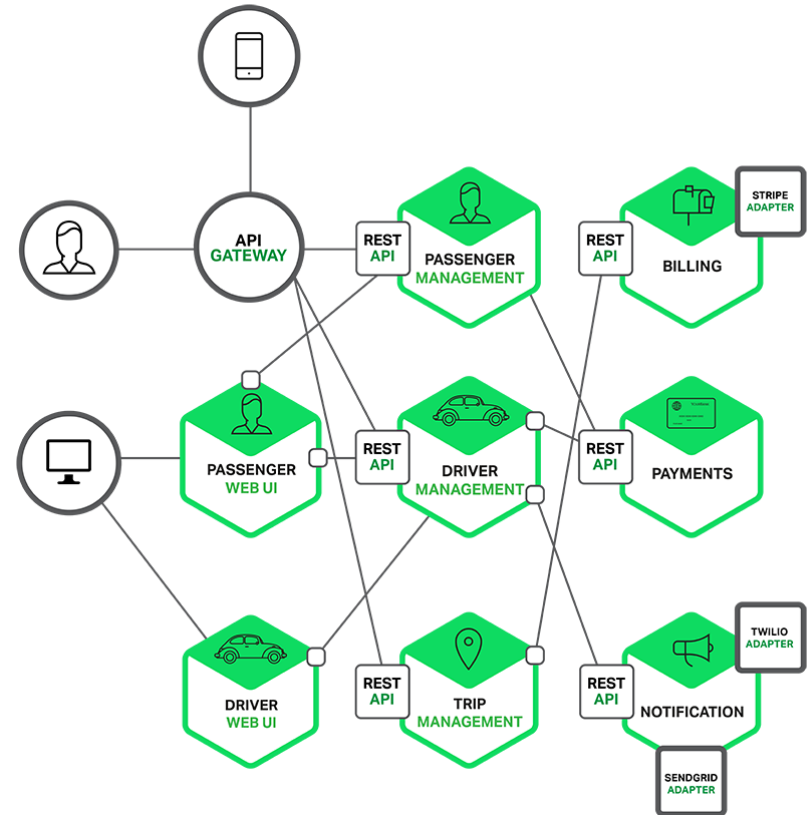 API
GATEWAY
REST
API
PASSENGER
MANAGEMENT
REST
API
BILLING
STRIPE
ADAPTER
PASSENGER
WEB UI
REST
API
DRIVER
MANAGEMENT
REST
API
PAYMENTS
DRIVER
WEB UI
REST
API
TRIP
MANAGEMENT
REST
API
NOTIFICATION
TWILIO
ADAPTER
SENDGRID
ADAPTER